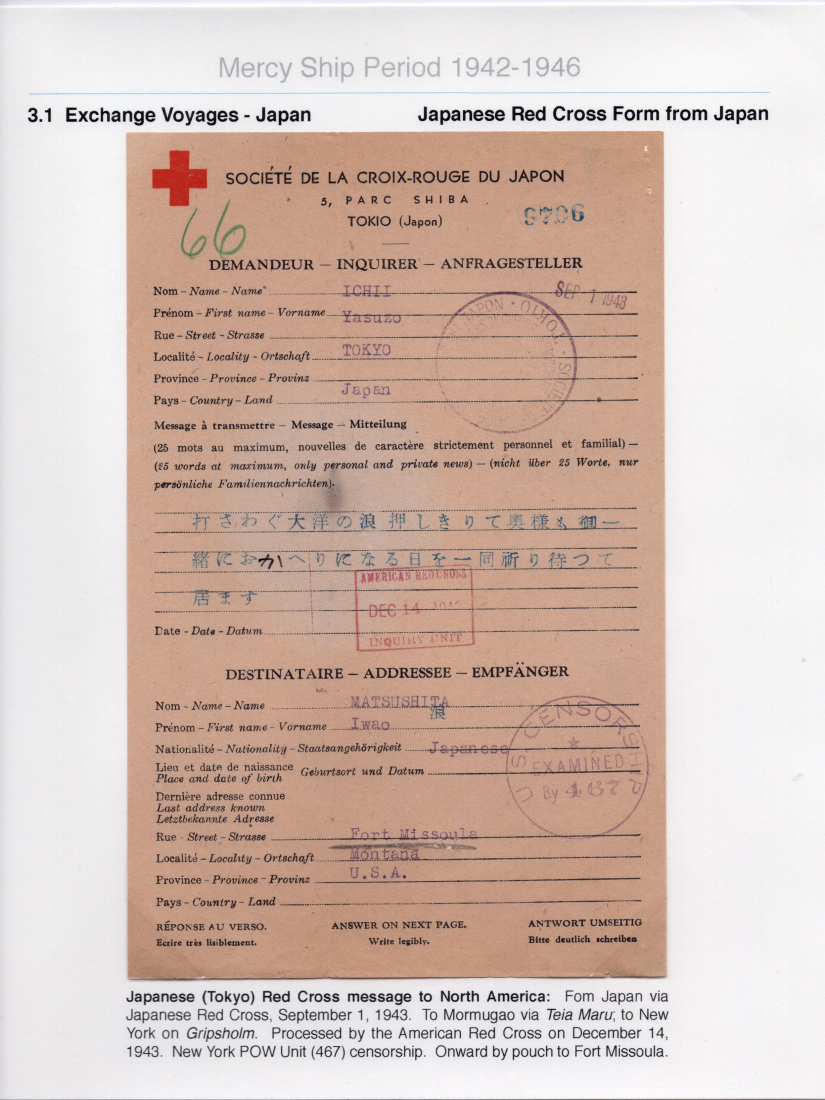 Mercy Ship Period 1942-1946
3.1 Exchange Voyages - Japan
Japanese Red Cross Form from Japan
SOCIÉTÉ DE LA CROIX-ROUGE DU JAPON
5, PARC SHIBA
TOKIO (Japon)
66
9706
DEMANDEUR – INQUIRER – ANFRAGESTELLER
Nom – Name – Name ICHII
SEP -1 1943
Prénom – First name – Vorname Yasuzo
Rue – Street – Strasse
Localité – Locality – Ortschaft TOKYO
Province – Province – Provinz
Pays – Country – Land Japan
JAPON · TOKIO · SOCIÉTÉ
Message à transmettre – Message – Mitteilung
(25 mots au maximum, nouvelles de caractère strictement personnel et familial) –
(25 words at maximum, only personal and private news) – (nicht über 25 Worte, nur
persönliche Familiennachrichten).
打さわぐ大洋の浪押しきりて奥様も御一
緒におかへりになる日を一同祈り待つて
居ます
AMERICAN RED CROSS
DEC 14
INQUIRY UNIT
Date – Date – Datum
DESTINATAIRE – ADDRESSEE – EMPFÄNGER
Nom – Name – Name MATSUSHITA
浪
Prénom – First name – Vorname Iwao
Nationalité – Nationality – Staatsangehörigkeit Japanese
Lieu et date de naissance
Place and date of birth
Geburtsort und Datum
Dernière adresse connue
Last address known
Letztbekannte Adresse
Rue - Street – Strasse Fort Missoula
Localité – Locality – Ortschaft Montana
Province – Province – Provinz U.S.A.
Pays – Country – Land
U S CENSORSHIP
EXAMINED
By
RÉPONSE AU VERSO.
Ecrire très lisiblement.
ANSWER ON NEXT PAGE.
Write legibly.
ANTWORT UMSEITIG
Bitte deutlich schreiben
Japanese (Tokyo) Red Cross message to North America: Fom Japan via
Japanese Red Cross, September 1, 1943. To Mormugao via Teia Maru; to New
York on Gripsholm. Processed by the American Red Cross on December 14,
1943. New York POW Unit (467) censorship. Onward by pouch to Fort Missoula.